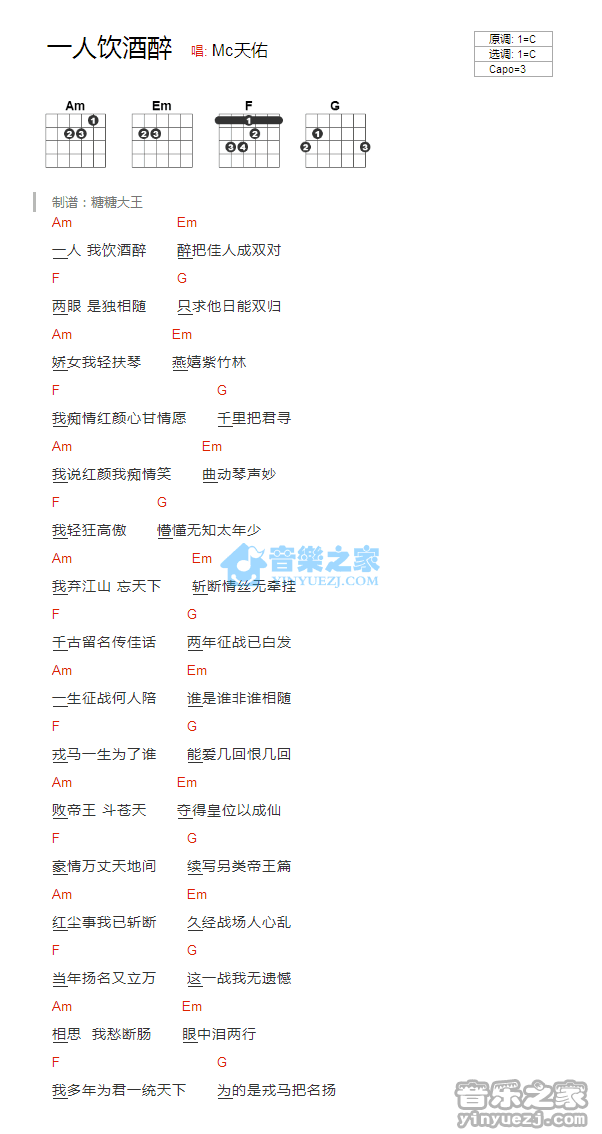 一人饮酒醉 唱: Mc天佑
原调: 1=C
选调: 1=C
Capo=3
Am Em F G
1 1
2 3 2 3 2 1
3 4 2 3
制谱：糖糖大王
Am Em
一人 我饮酒醉 醉把佳人成双对
F G
两眼 是独相随 只求他日能双归
Am Em
娇女我轻扶琴 燕嬉紫竹林
F G
我痴情红颜心甘情愿 千里把君寻
Am Em
我说红颜我痴情笑 曲动琴声妙
F G
我轻狂高傲 懵懂无知太年少
音樂之家
YINYUEZJ.COM
Am Em
我弃江山 忘天下 斩断情丝无牵挂
F G
千古留名传佳话 两年征战已白发
Am Em
一生征战何人陪 谁是谁非谁相随
F G
戎马一生为了谁 能爱几回恨几回
Am Em
败帝王 斗苍天 夺得皇位以成仙
F G
豪情万丈天地间 续写另类帝王篇
Am Em
红尘事我已斩断 久经战场人心乱
F G
当年扬名又立万 这一战我无遗憾
Am Em
相思 我愁断肠 眼中泪两行
F G
我多年为君一统天下 为的是戎马把名扬
音乐之家
yinyuezj.com